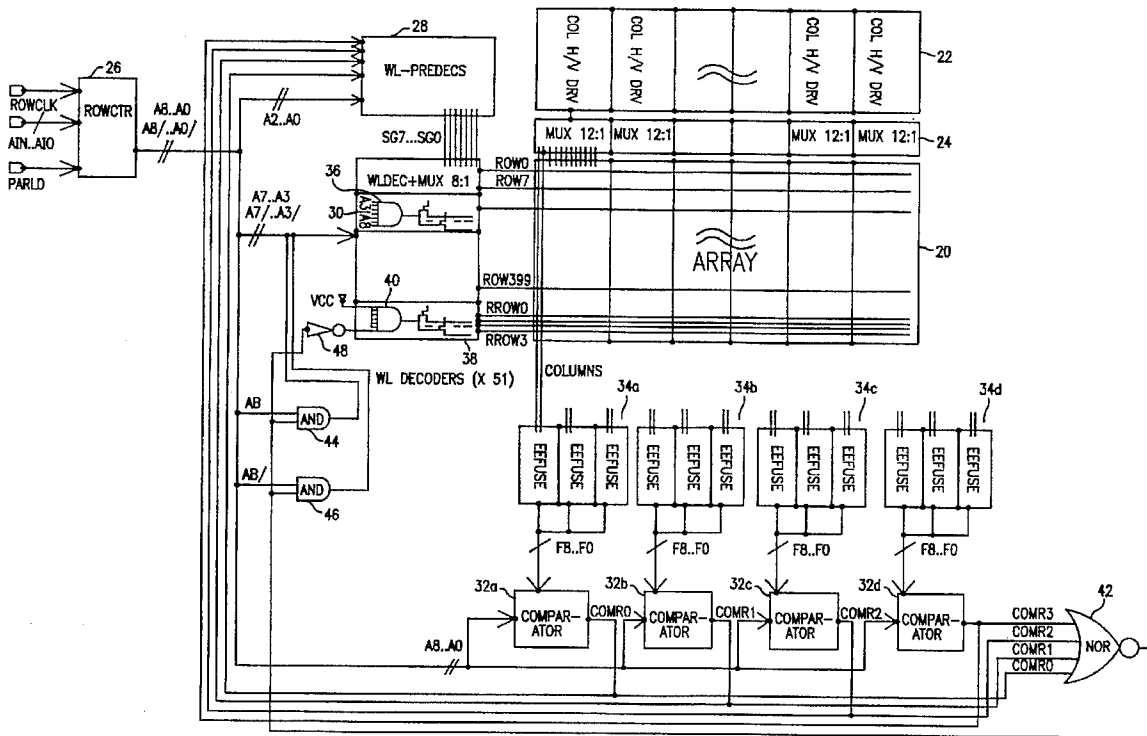 28
WL-PREDECS
COL H/V DRV
COL H/V DRV
COL H/V DRV
COL H/V DRV
22
26
ROWCTR
ROWCLK
AIN..AIO
PARLD
A8..A0
A8/..A0/
A2..A0
SG7...SG0
MUX 12:1
MUX 12:1
MUX 12:1
MUX 12:1
24
WLDEC+MUX 8:1
36
30
A3/A8
A7..A3
A7/..A3/
ROW0
ROW7
ARRAY
20
ROW399
VCC
40
RROW0
RROW3
48
38
WL DECODERS (X 51)
COLUMNS
AB
AND
44
AB/
AND
46
34a
34b
34c
34d
EEFUSE
EEFUSE
EEFUSE
EEFUSE
EEFUSE
EEFUSE
EEFUSE
EEFUSE
EEFUSE
EEFUSE
EEFUSE
EEFUSE
F8..F0
F8..F0
F8..F0
F8..F0
32a
32b
32c
32d
COMPAR-
ATOR
COMR0
COMPAR-
ATOR
COMR1
COMPAR-
ATOR
COMR2
COMPAR-
ATOR
A8..A0
COMR3
COMR2
COMR1
COMR0
42
NOR